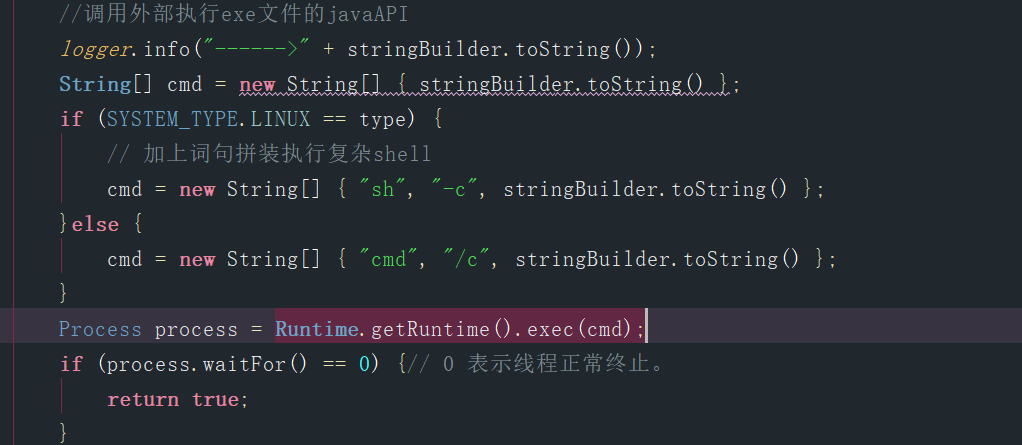 //调用外部执行exe文件的javaAPI
logger.info("------>" + stringBuilder.toString());
String[] cmd = new String[] { stringBuilder.toString() };
if (SYSTEM_TYPE.LINUX == type) {
// 加上词句拼装执行复杂shell
cmd = new String[] { "sh", "-c", stringBuilder.toString() };
}else {
cmd = new String[] { "cmd", "/c", stringBuilder.toString() };
}
Process process = Runtime.getRuntime().exec(cmd);
if (process.waitFor() == 0) {// 0 表示线程正常终止。
return true;
}